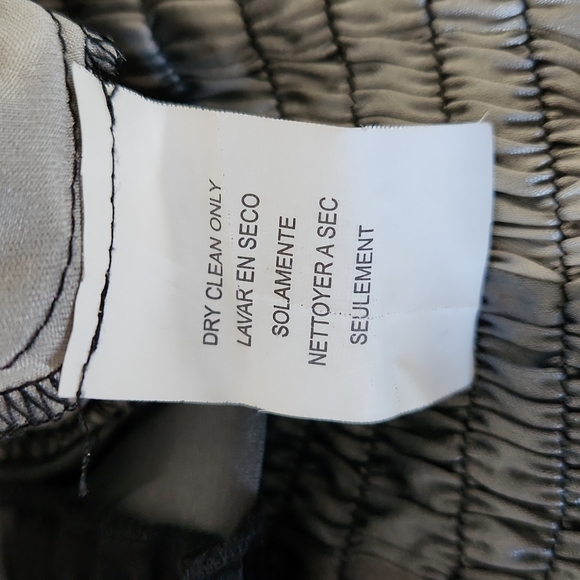 DRY CLEAN ONLY
LAVAR EN SECO
SOLAMENTE
NETTOYER A SEC
SEULEMENT